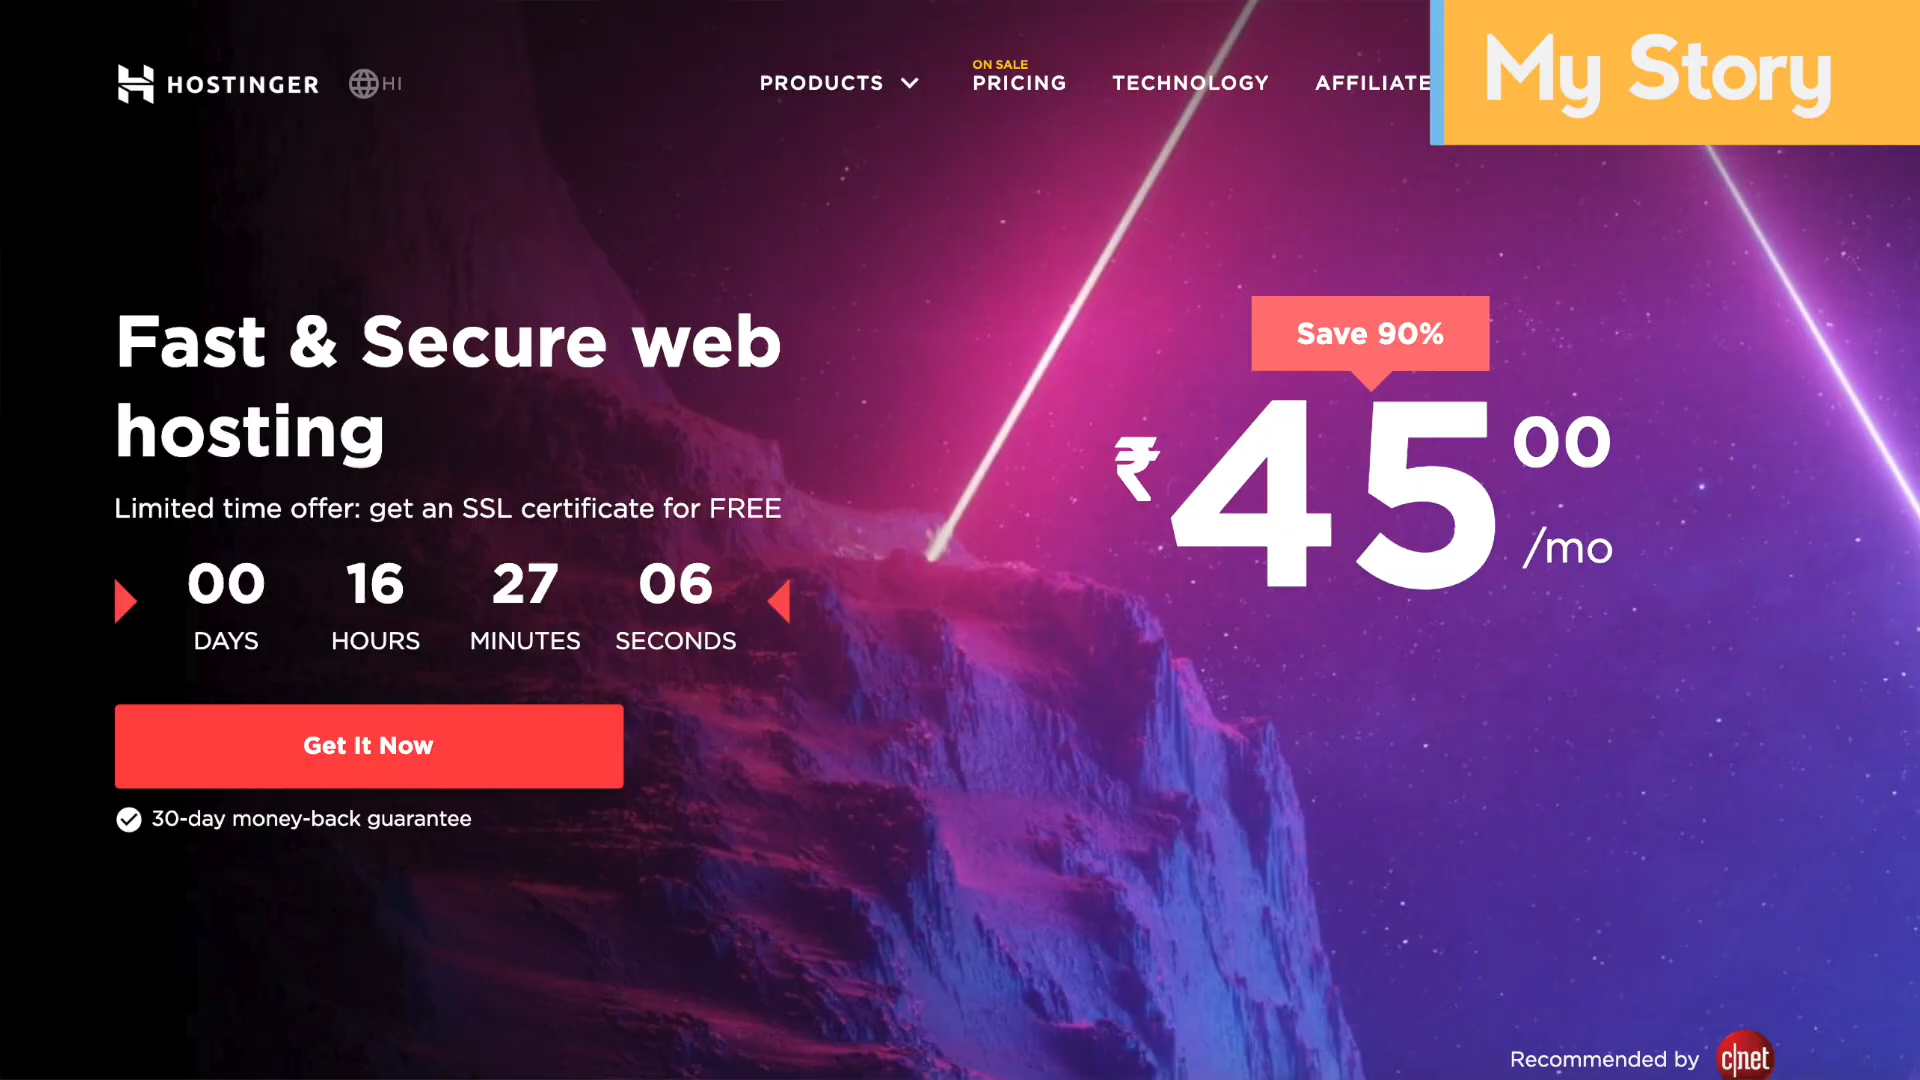 HOSTINGER HI
PRODUCTS
ON SALE
PRICING
TECHNOLOGY
AFFILIATE
My Story
Fast & Secure web
hosting
Limited time offer: get an SSL certificate for FREE
00 16 27 06
DAYS HOURS MINUTES SECONDS
Get It Now
30-day money-back guarantee
Save 90%
₹45 00
/mo
Recommended by c|net